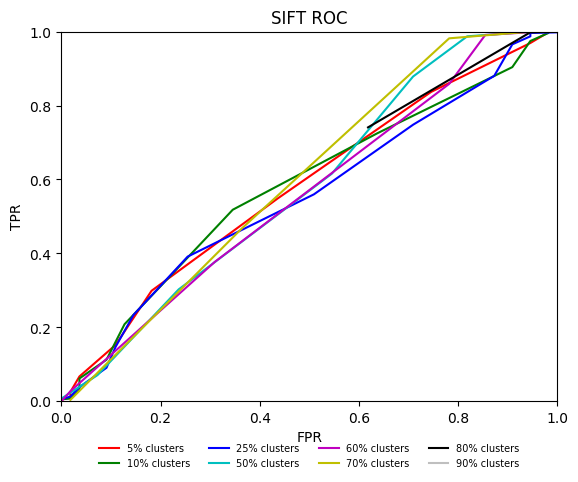 SIFT ROC
1.0
0.8
0.6
0.4
0.2
0.0
TPR
0.0 0.2 0.4 0.6 0.8 1.0
FPR
5% clusters 25% clusters 60% clusters 80% clusters
10% clusters 50% clusters 70% clusters 90% clusters